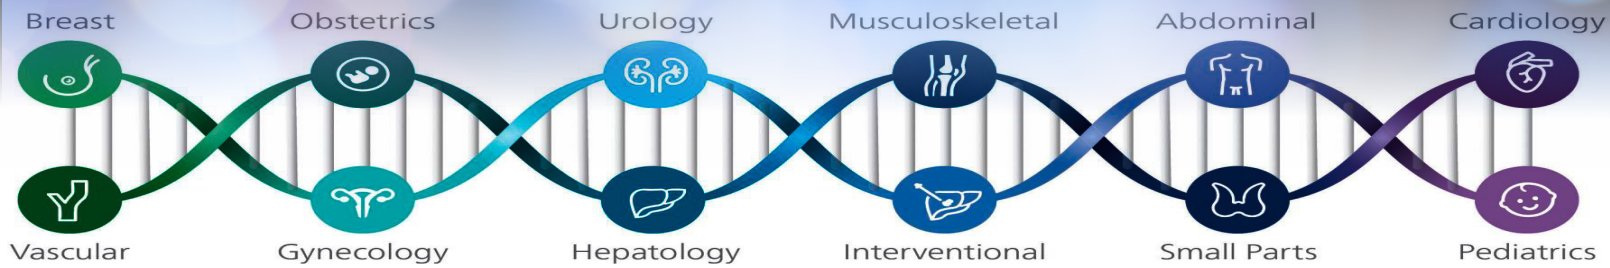 Breast Obstetrics Urology Musculoskeletal Abdominal Cardiology
Vascular Gynecology Hepatology Interventional Small Parts Pediatrics